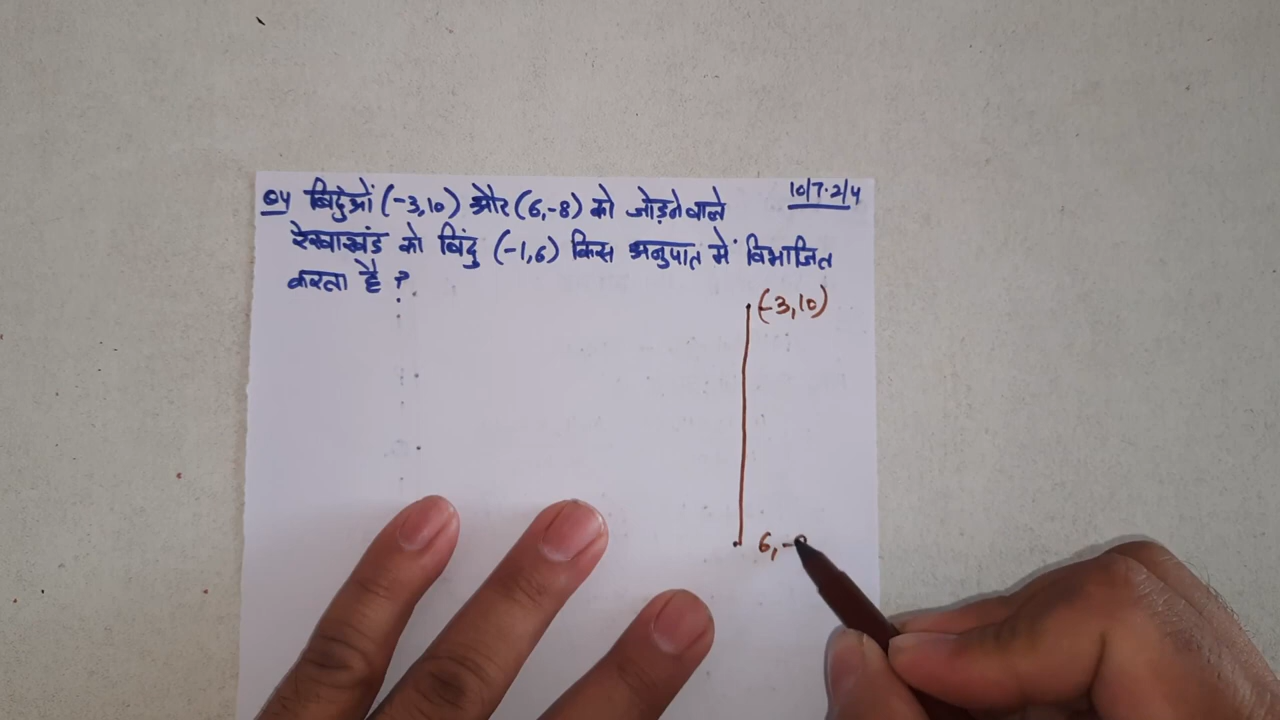 Q4 बिंदुओं (-3,10) और (6,-8) को जोड़ने वाले
10/7.2/4
रेखाखंड को बिंदु (-1,6) किस अनुपात में विभाजित
करता है ?
(-3,10)
6,-8